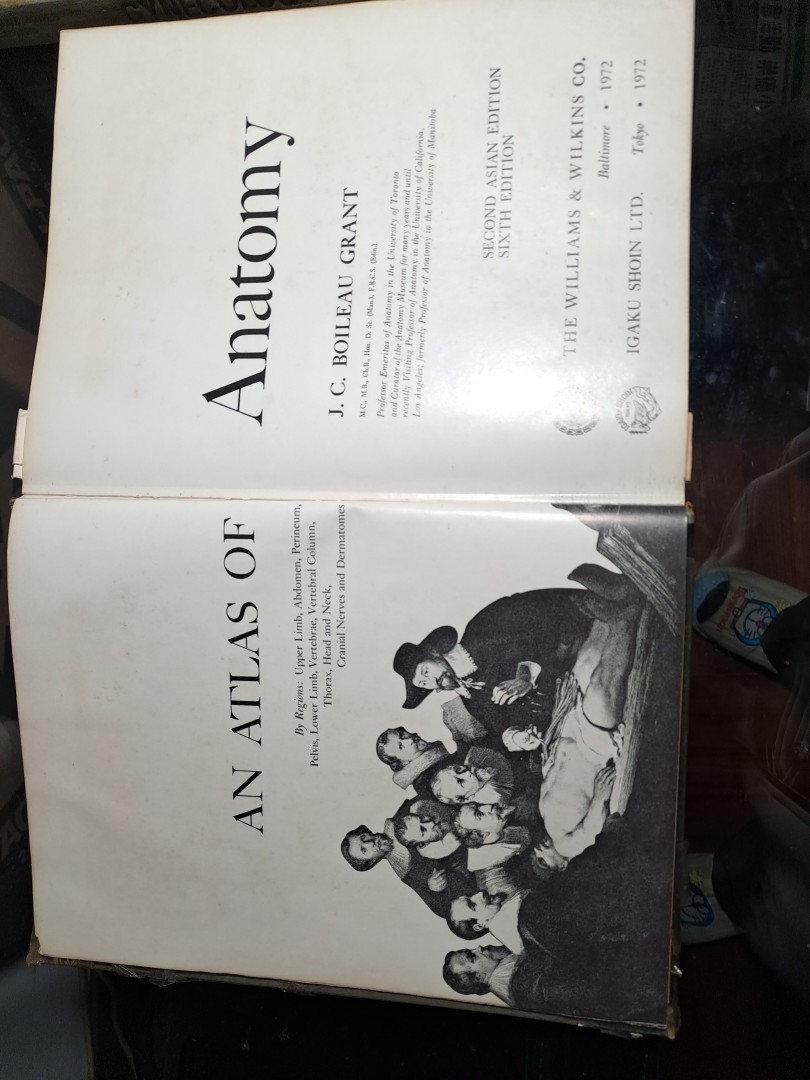 AN ATLAS OF
By Regions: Upper Limb, Abdomen, Perineum,
Pelvis, Lower Limb, Vertebrae, Vertebral Column,
Thorax, Head and Neck,
Cranial Nerves and Dermatomes
Anatomy
J. C. BOILEAU GRANT
M.C., M.B., Ch.B., Hon. D. Sc. (Man.), F.R.C.S. (Edin.)
Professor Emeritus of Anatomy in the University of Toronto
and Curator of the Anatomy Museum for many years and until
recently Visiting Professor of Anatomy in the University of California,
Los Angeles; formerly Professor of Anatomy in the University of Manitoba
SECOND ASIAN EDITION
SIXTH EDITION
THE WILLIAMS & WILKINS CO.
Baltimore • 1972
IGAKU SHOIN LTD.
Tokyo • 1972